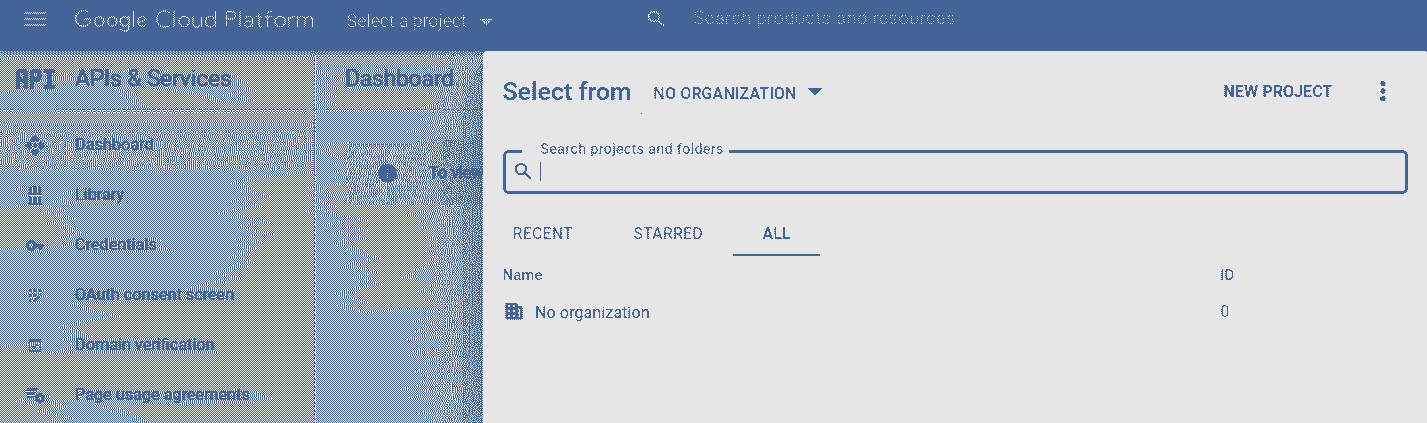 Google Cloud Platform Select a project Search products and resources
API APIs & Services
Dashboard
Library
Credentials
OAuth consent screen
Domain verification
Page usage agreements
Dashboard
To view
Select from NO ORGANIZATION NEW PROJECT
Search projects and folders
RECENT STARRED ALL
Name ID
No organization 0